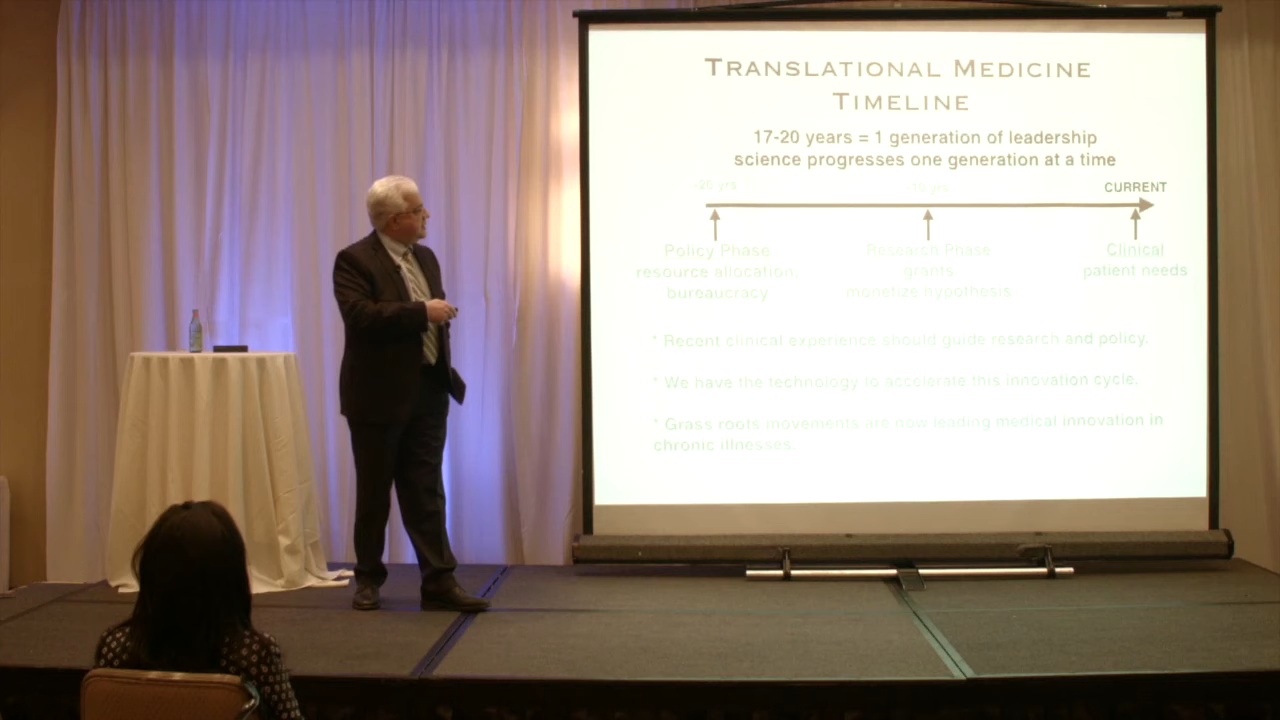 TRANSLATIONAL MEDICINE
TIMELINE
17-20 years = 1 generation of leadership
science progresses one generation at a time
-20 yrs
-10 yrs
CURRENT
Policy Phase
resource allocation,
bureaucracy
Research Phase
grants
monetize hypothesis
Clinical
patient needs
* Recent clinical experience should guide research and policy.
* We have the technology to accelerate this innovation cycle.
* Grass roots movements are now leading medical innovation in
chronic illnesses.